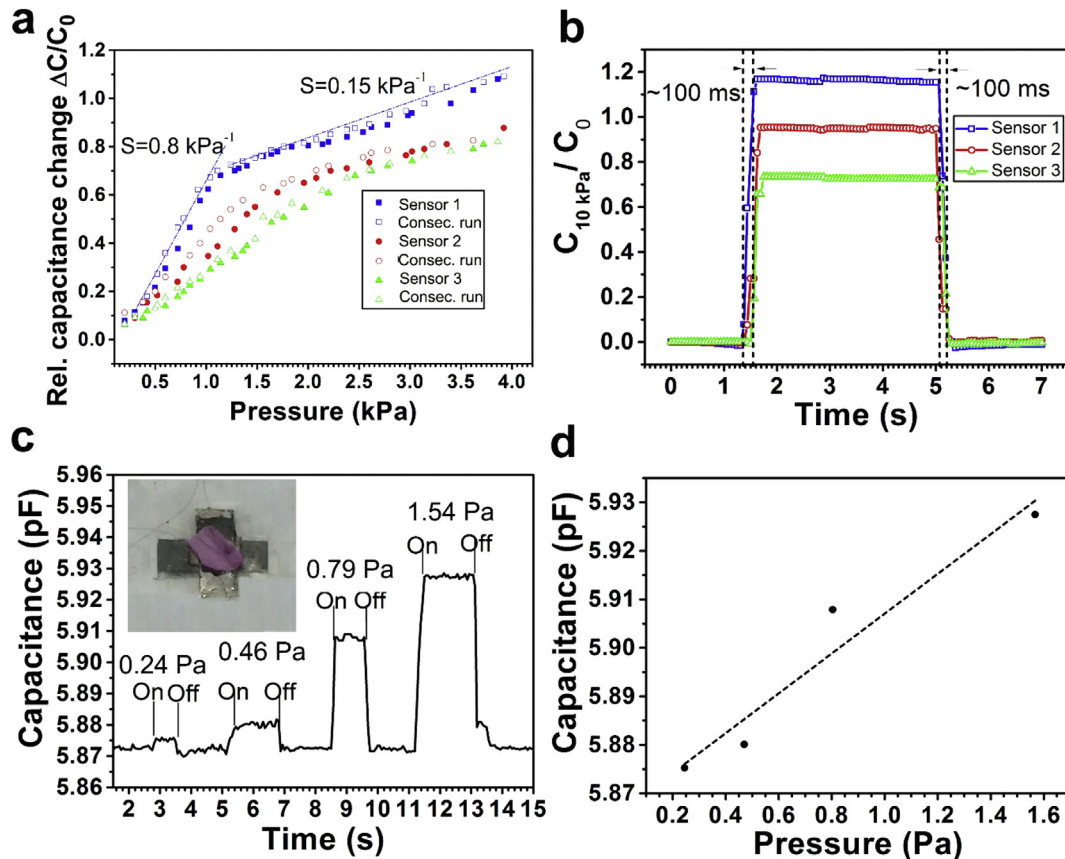 a
Rel. capacitance change ΔC/C0
1.2
1.0
0.8
0.6
0.4
0.2
0.0
S=0.8 kPa-1
S=0.15 kPa-1
Sensor 1
Consec. run
Sensor 2
Consec. run
Sensor 3
Consec. run
0.5 1.0 1.5 2.0 2.5 3.0 3.5 4.0
Pressure (kPa)
b
C10 kPa/ C0
1.2
1.0
0.8
0.6
0.4
0.2
0.0
~100 ms
~100 ms
Sensor 1
Sensor 2
Sensor 3
0 1 2 3 4 5 6 7
Time (s)
c
Capacitance (pF)
5.96
5.95
5.94
5.93
5.92
5.91
5.90
5.89
5.88
5.87
5.86
0.24 Pa
On Off
0.46 Pa
On Off
0.79 Pa
On Off
1.54 Pa
On Off
2 3 4 5 6 7 8 9 10 11 12 13 14 15
Time (s)
d
Capacitance (pF)
5.93
5.92
5.91
5.90
5.88
5.87
0.2 0.4 0.6 0.8 1.0 1.2 1.4 1.6
Pressure (Pa)